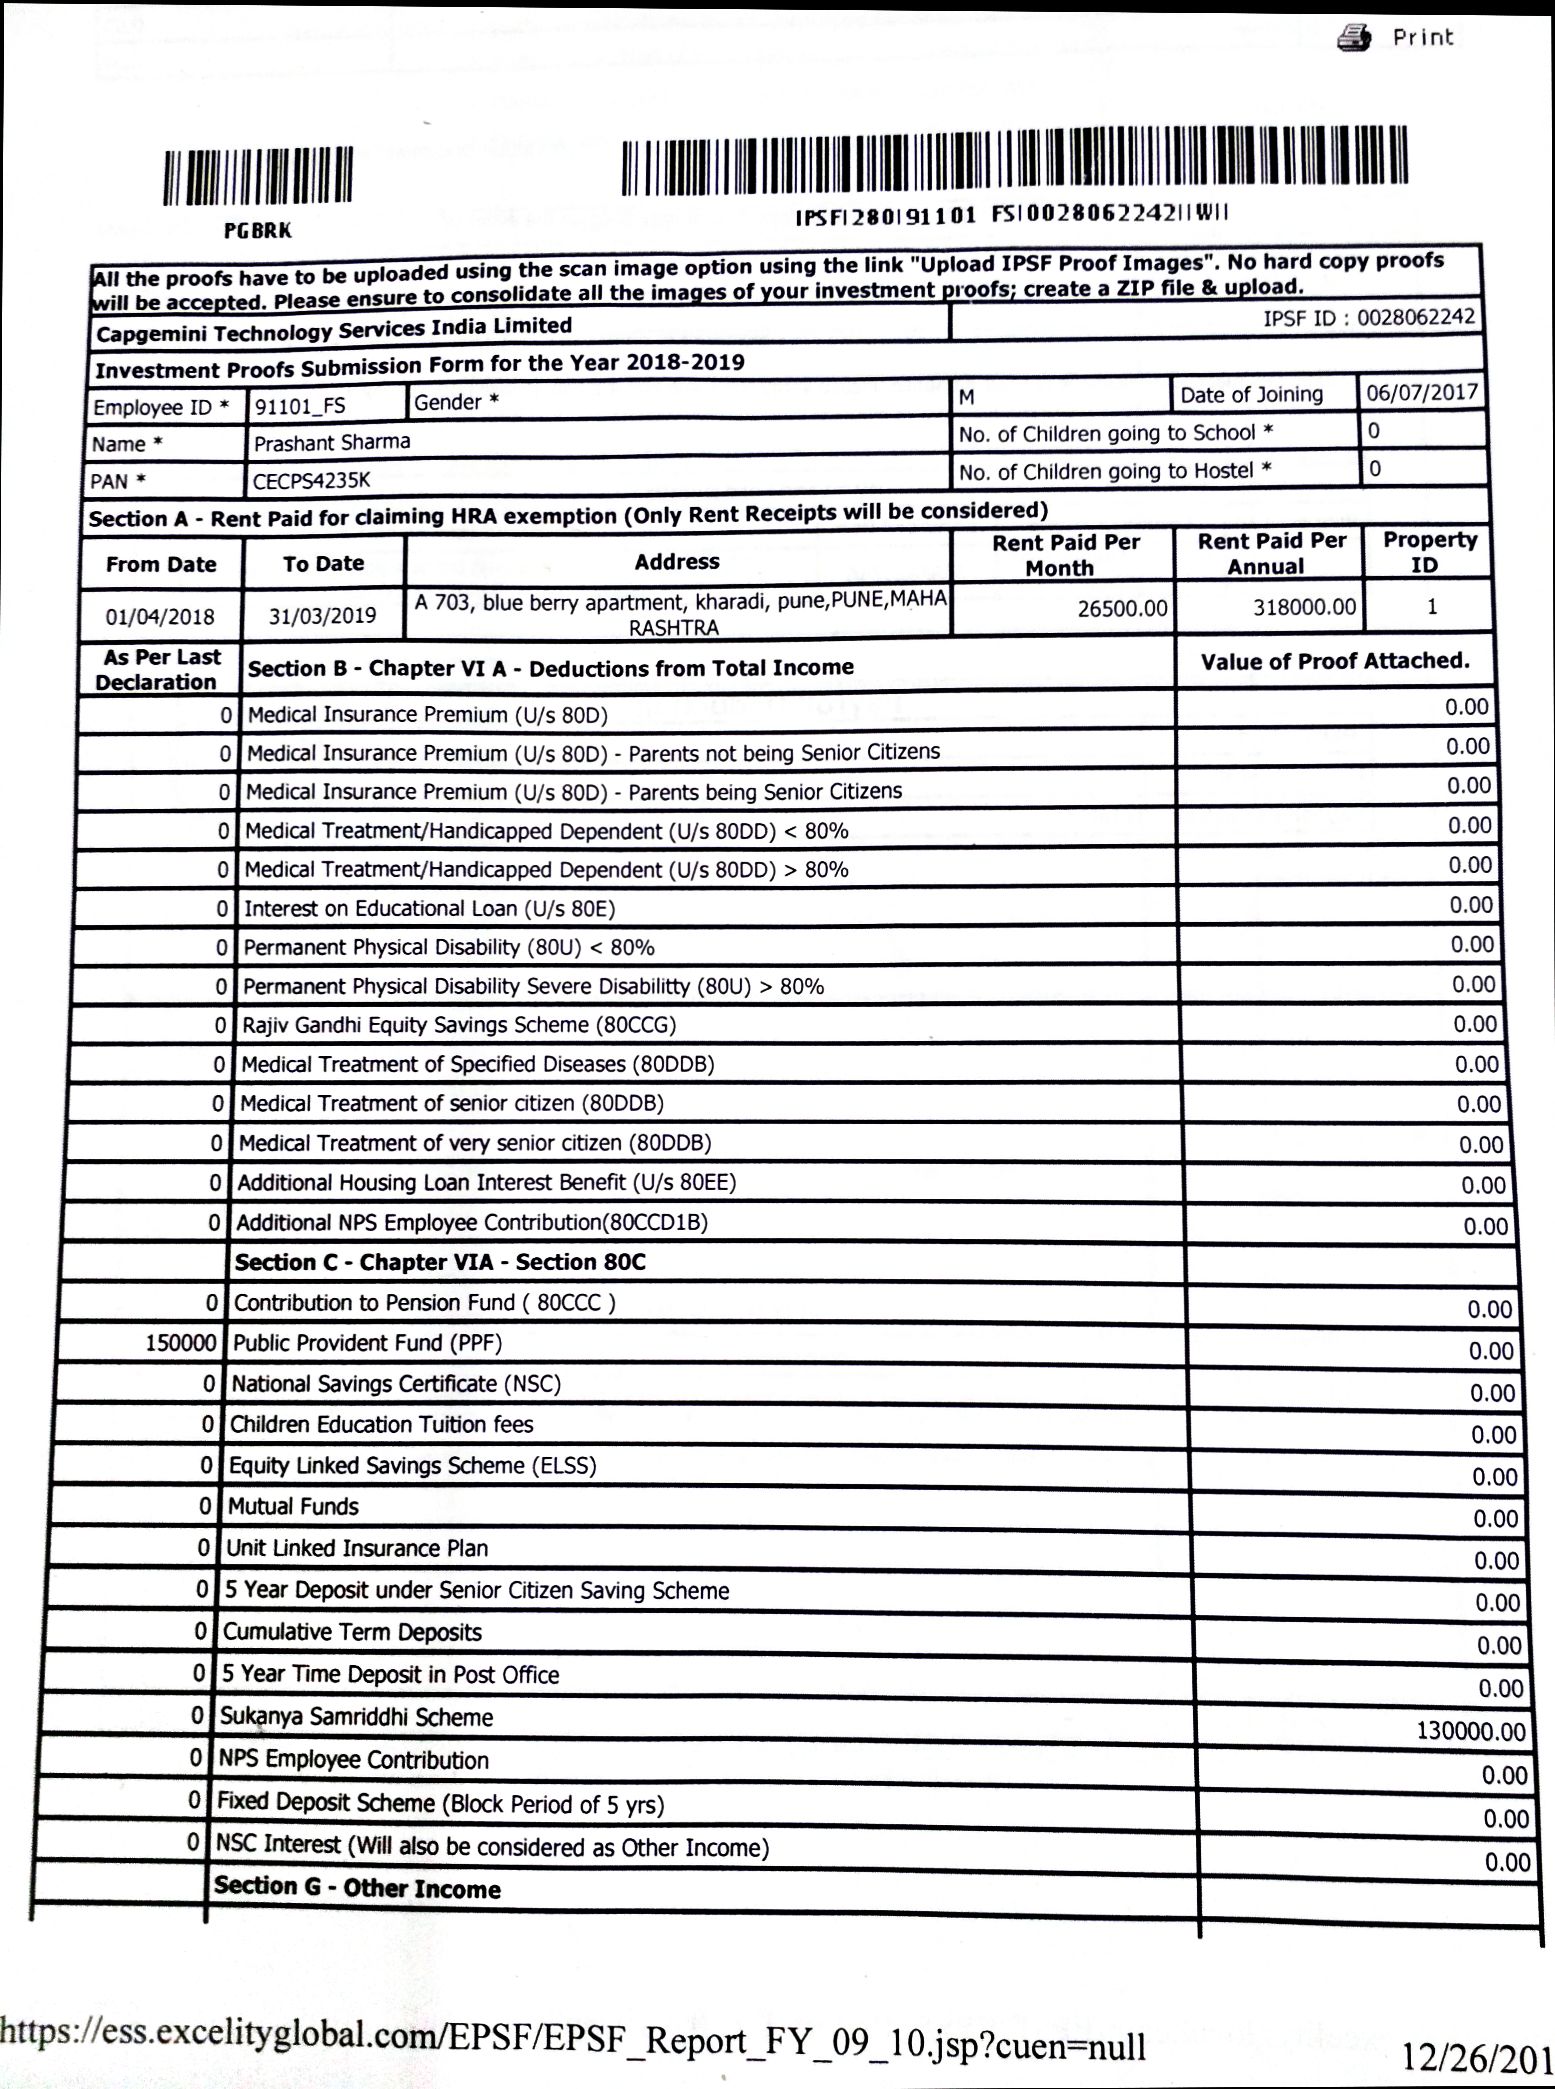 Print
PGBRK
IPSF|280|91101 FS|0028062242||W||
All the proofs have to be uploaded using the scan image option using the link "Upload IPSF Proof Images". No hard copy proofs
will be accepted. Please ensure to consolidate all the images of your investment proofs; create a ZIP file & upload.
Capgemini Technology Services India Limited IPSF ID : 0028062242
Investment Proofs Submission Form for the Year 2018-2019
Employee ID * 91101_FS Gender * M Date of Joining 06/07/2017
Name * Prashant Sharma No. of Children going to School * 0
PAN * CECPS4235K No. of Children going to Hostel * 0
Section A - Rent Paid for claiming HRA exemption (Only Rent Receipts will be considered)
From Date To Date Address Rent Paid Per Month Rent Paid Per Annual Property ID
01/04/2018 31/03/2019 A 703, blue berry apartment, kharadi, pune,PUNE,MAHA 26500.00 318000.00 1
RASHTRA
As Per Last Declaration Section B - Chapter VI A - Deductions from Total Income Value of Proof Attached.
0 Medical Insurance Premium (U/s 80D) 0.00
0 Medical Insurance Premium (U/s 80D) - Parents not being Senior Citizens 0.00
0 Medical Insurance Premium (U/s 80D) - Parents being Senior Citizens 0.00
0 Medical Treatment/Handicapped Dependent (U/s 80DD) < 80% 0.00
0 Medical Treatment/Handicapped Dependent (U/s 80DD) > 80% 0.00
0 Interest on Educational Loan (U/s 80E) 0.00
0 Permanent Physical Disability (80U) < 80% 0.00
0 Permanent Physical Disability Severe Disabilitty (80U) > 80% 0.00
0 Rajiv Gandhi Equity Savings Scheme (80CCG) 0.00
0 Medical Treatment of Specified Diseases (80DDB) 0.00
0 Medical Treatment of senior citizen (80DDB) 0.00
0 Medical Treatment of very senior citizen (80DDB) 0.00
0 Additional Housing Loan Interest Benefit (U/s 80EE) 0.00
0 Additional NPS Employee Contribution(80CCD1B) 0.00
Section C - Chapter VIA - Section 80C
0 Contribution to Pension Fund ( 80CCC ) 0.00
150000 Public Provident Fund (PPF) 0.00
0 National Savings Certificate (NSC) 0.00
0 Children Education Tuition fees 0.00
0 Equity Linked Savings Scheme (ELSS) 0.00
0 Mutual Funds 0.00
0 Unit Linked Insurance Plan 0.00
0 5 Year Deposit under Senior Citizen Saving Scheme 0.00
0 Cumulative Term Deposits 0.00
0 5 Year Time Deposit in Post Office 0.00
0 Sukanya Samriddhi Scheme 130000.00
0 NPS Employee Contribution 0.00
0 Fixed Deposit Scheme (Block Period of 5 yrs) 0.00
0 NSC Interest (Will also be considered as Other Income) 0.00
Section G - Other Income
https://ess.excelityglobal.com/EPSF/EPSF_Report_FY_09_10.jsp?cuen=null 12/26/201